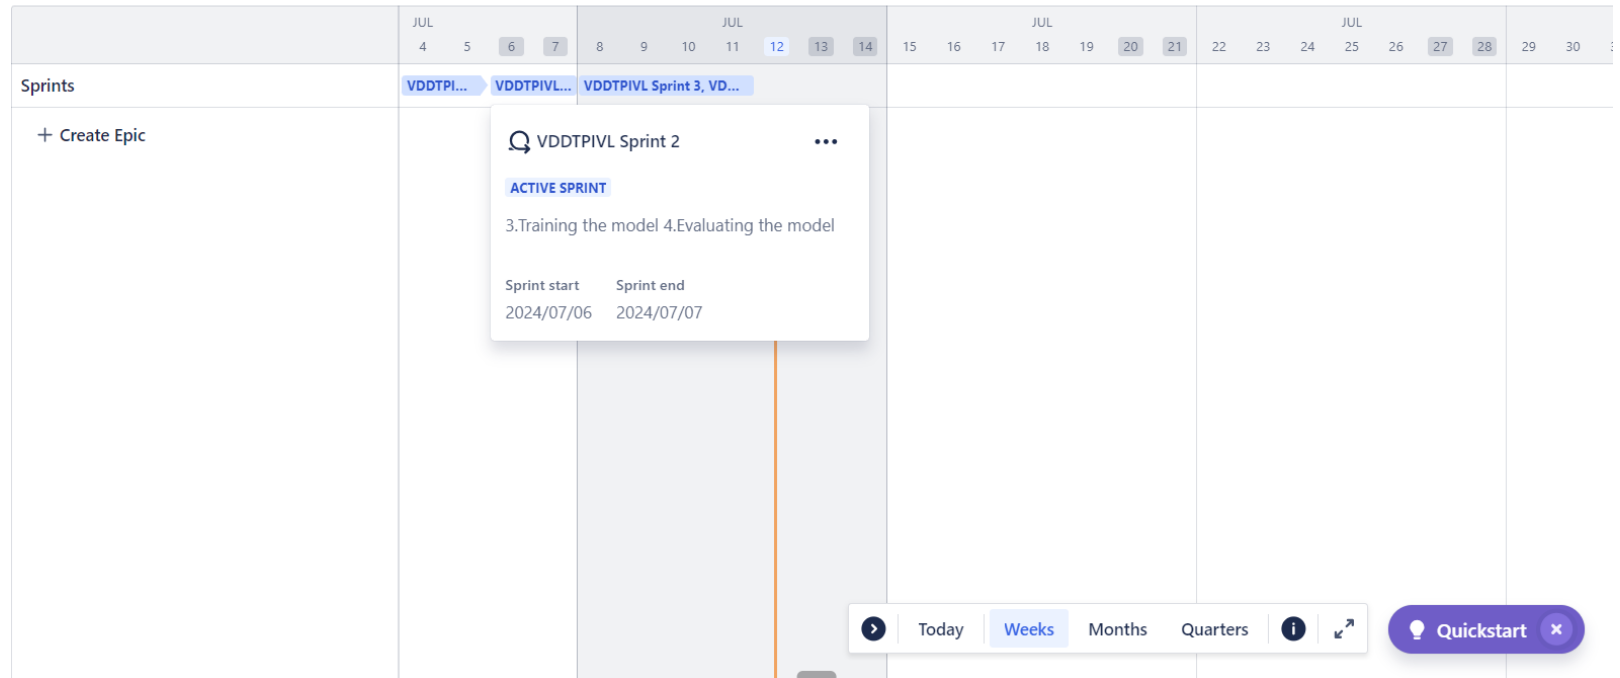 JUL JUL JUL JUL
4 5 6 7 8 9 10 11 12 13 14 15 16 17 18 19 20 21 22 23 24 25 26 27 28 29 30
Sprints VDDTPI... VDDTPIVL... VDDTPIVL Sprint 3, VD...
+ Create Epic
VDDTPIVL Sprint 2
ACTIVE SPRINT
3.Training the model 4.Evaluating the model
Sprint start Sprint end
2024/07/06 2024/07/07
Today Weeks Months Quarters
Quickstart